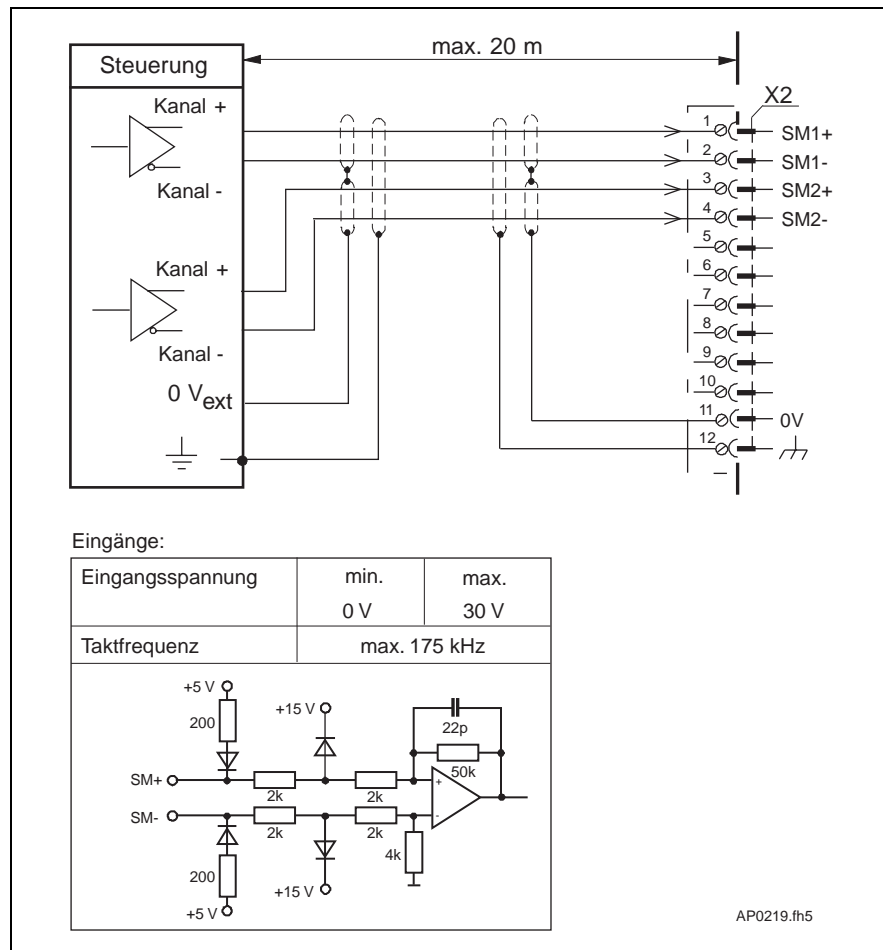 max. 20 m
Steuerung
X2
Kanal +
1
SM1+
2
SM1-
Kanal -
3
SM2+
4
SM2-
5
Kanal +
6
7
8
Kanal -
9
0 Vext
10
11
0V
12
Eingänge:
Eingangsspannung min. max.
0 V 30 V
Taktfrequenz max. 175 kHz
+5 V
+15 V
200
22p
50k
SM+
2k
2k
+
SM-
-
2k
2k
4k
200
+15 V
+5 V
AP0219.fh5